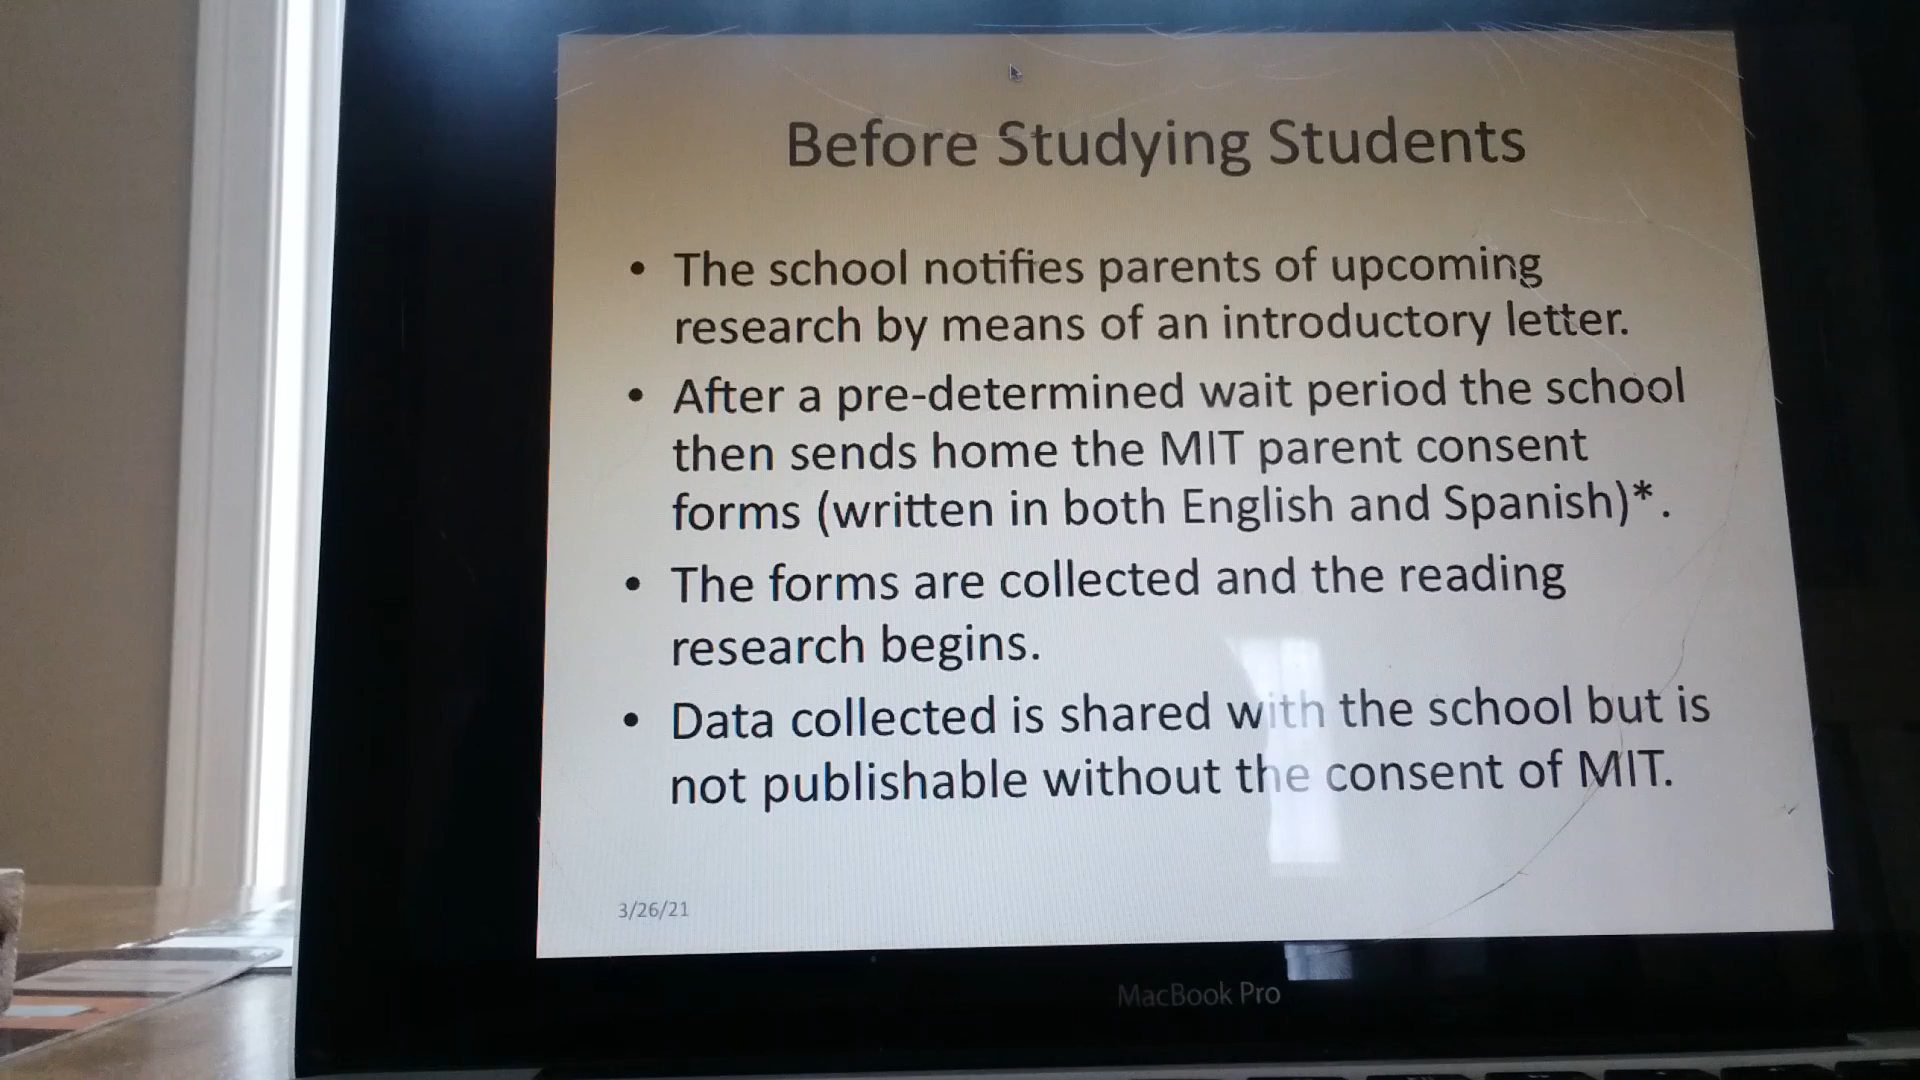 Before Studying Students
• The school notifies parents of upcoming
research by means of an introductory letter.
• After a pre-determined wait period the school
then sends home the MIT parent consent
forms (written in both English and Spanish)*.
• The forms are collected and the reading
research begins.
• Data collected is shared with the school but is
not publishable without the consent of MIT.
3/26/21
MacBook Pro